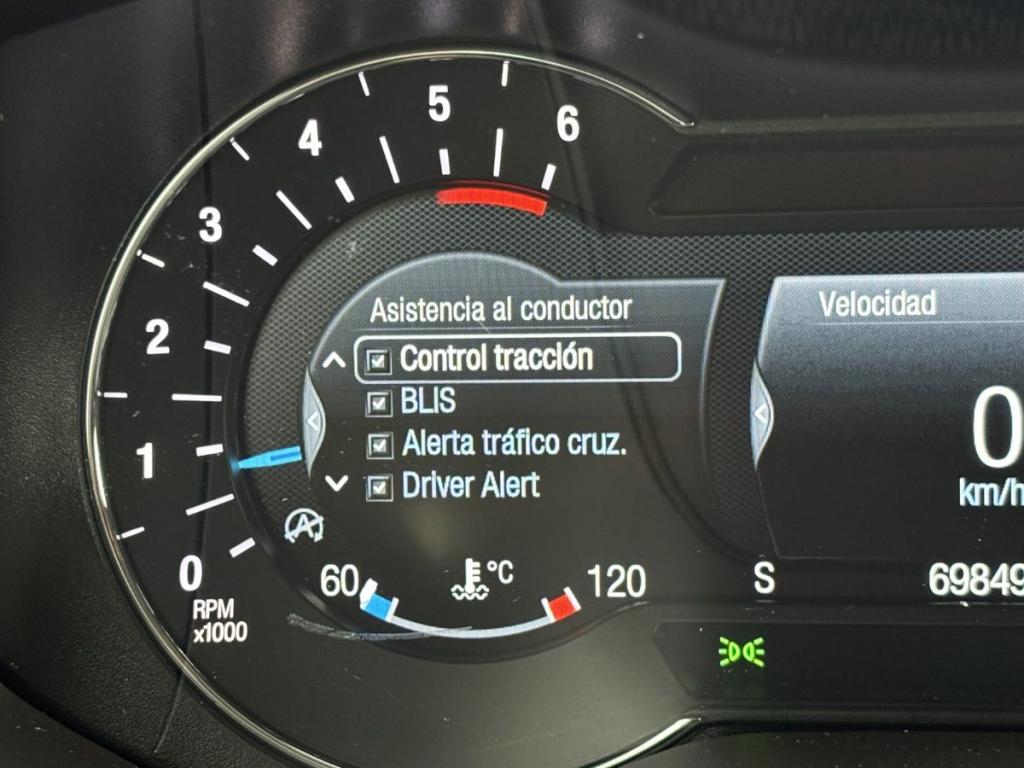 5
6
4
3
2
1
0
RPM
x1000
Asistencia al conductor
Control tracción
BLIS
Alerta tráfico cruz.
Driver Alert
A
60
°C
120
Velocidad
0
km/h
S
69849